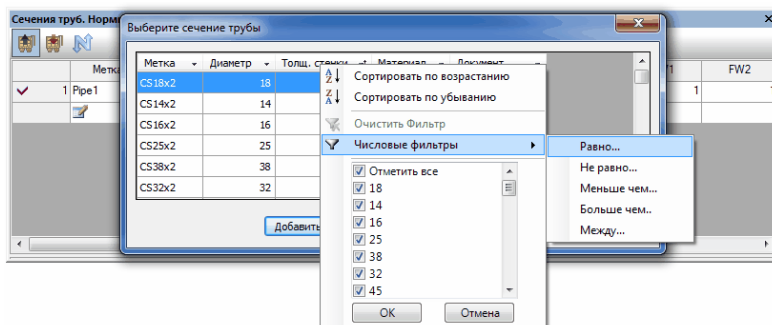 Сечения труб. Норм
Выберите сечение трубы
Метка
FW2
1 Pipe1 1
Метка Диаметр Толщ. стенки Материал Документ
CS18x2 18
CS14x2 14
CS16x2 16
CS25x2 25
CS38x2 38
CS32x2 32
Добавить
Сортировать по возрастанию
Сортировать по убыванию
Очистить Фильтр
Числовые фильтры
Отметить все
18
14
16
25
38
32
45
OK Отмена
Равно...
Не равно...
Меньше чем...
Больше чем..
Между...